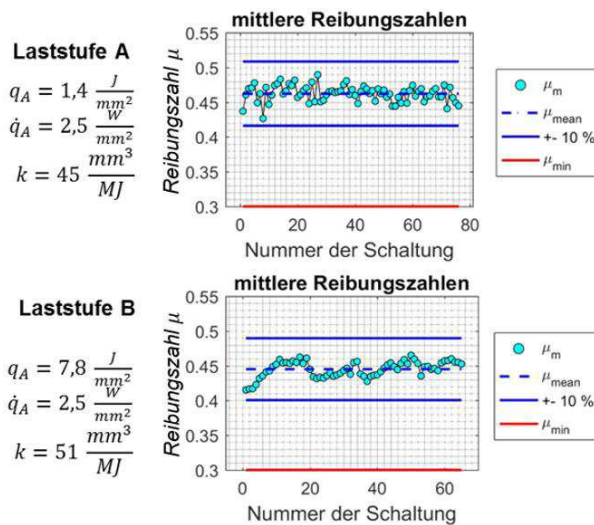 mittlere Reibungszahlen
Laststufe A
q_A = 1,4 J/mm²
q̇_A = 2,5 W/mm²
k = 45 mm³/MJ
Reibungszahl μ
0.55
0.5
0.45
0.4
0.35
0.3
0 20 40 60 80
Nummer der Schaltung
μ_m
μ_mean
+- 10 %
μ_min
mittlere Reibungszahlen
Laststufe B
q_A = 7,8 J/mm²
q̇_A = 2,5 W/mm²
k = 51 mm³/MJ
Reibungszahl μ
0.55
0.5
0.45
0.4
0.35
0.3
0 20 40 60
Nummer der Schaltung
μ_m
μ_mean
+- 10 %
μ_min